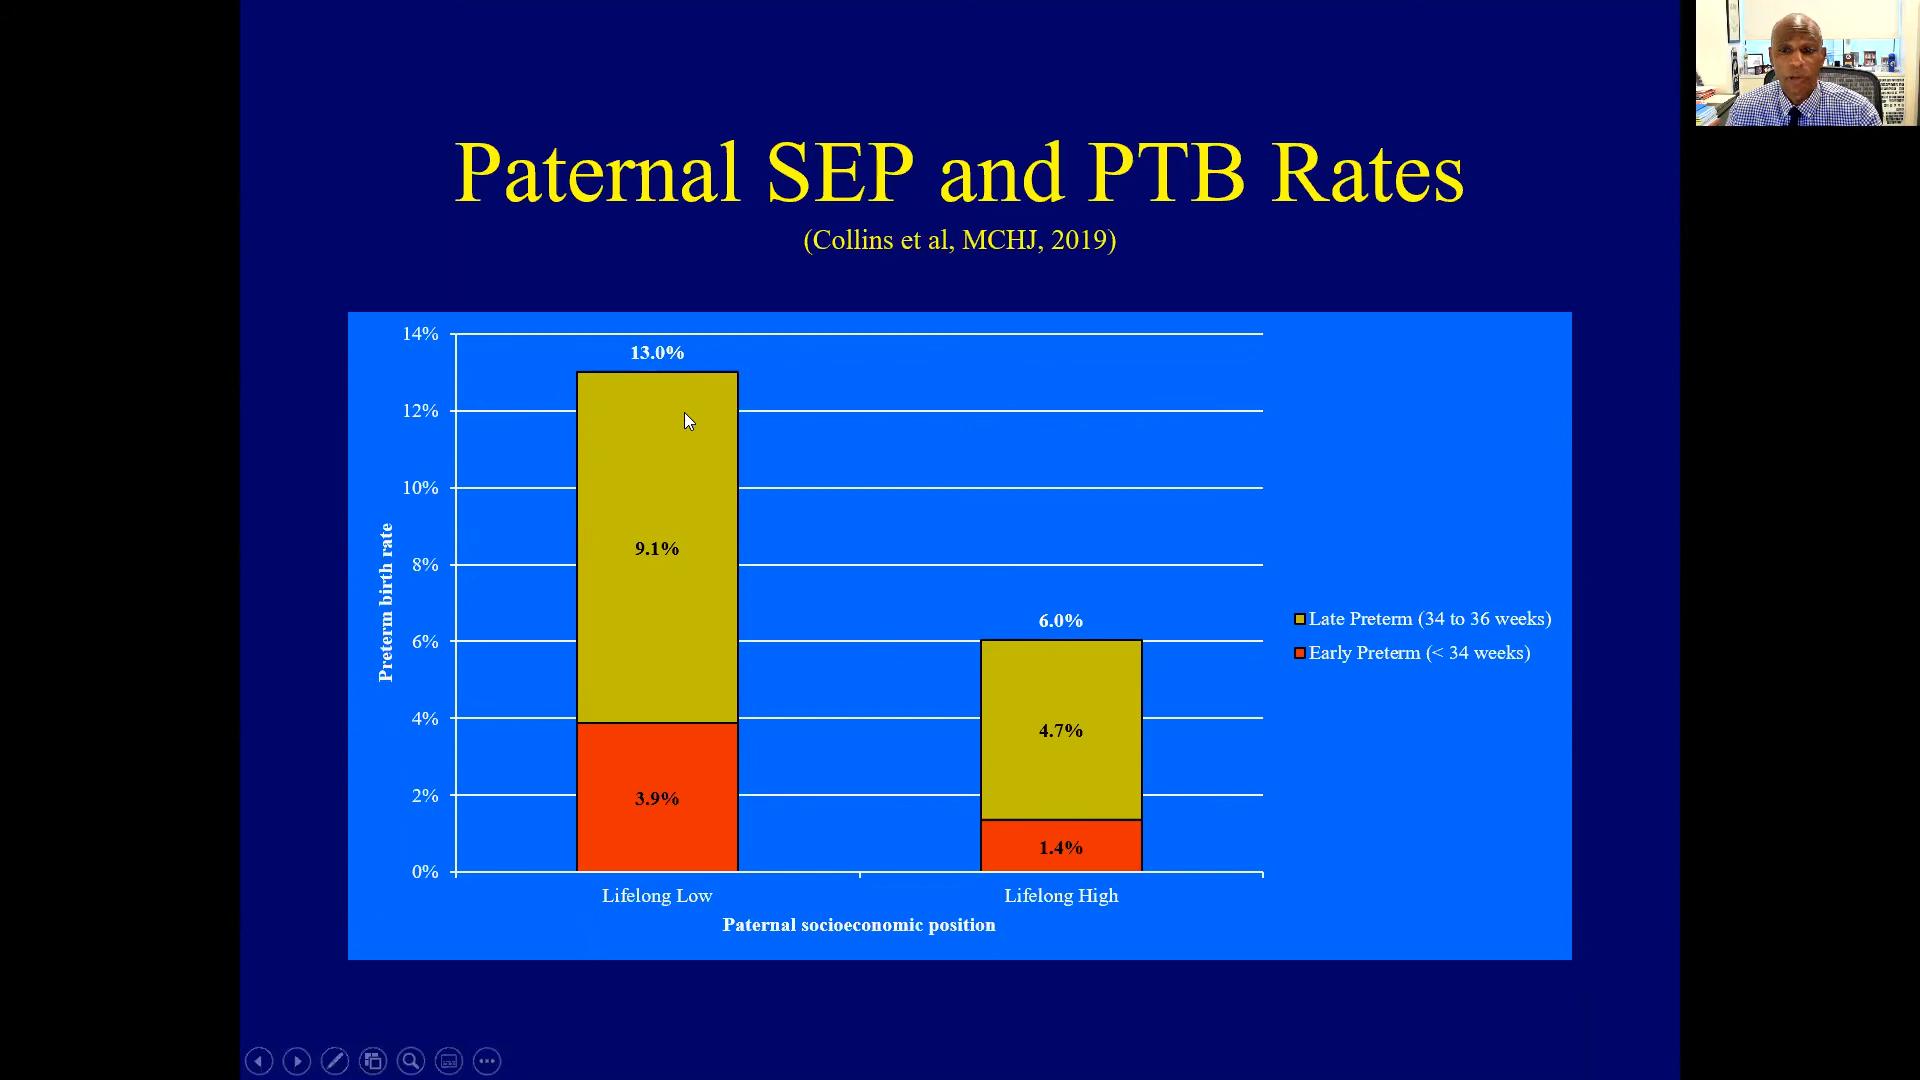 Paternal SEP and PTB Rates
(Collins et al, MCHJ, 2019)
14%
13.0%
12%
10%
9.1%
8%
6.0%
6%
4.7%
4%
3.9%
2%
1.4%
0%
Preterm birth rate
Late Preterm (34 to 36 weeks)
Early Preterm (< 34 weeks)
Lifelong Low
Lifelong High
Paternal socioeconomic position